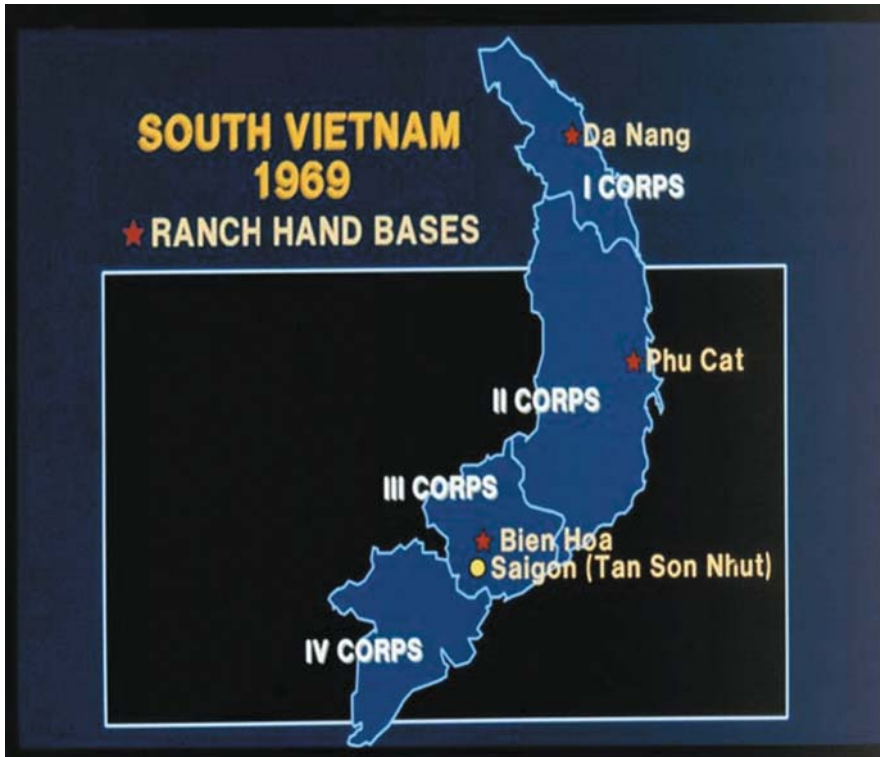 SOUTH VIETNAM
1969
RANCH HAND BASES
Da Nang
I CORPS
Phu Cat
II CORPS
III CORPS
Bien Hoa
Saigon (Tan Son Nhut)
IV CORPS